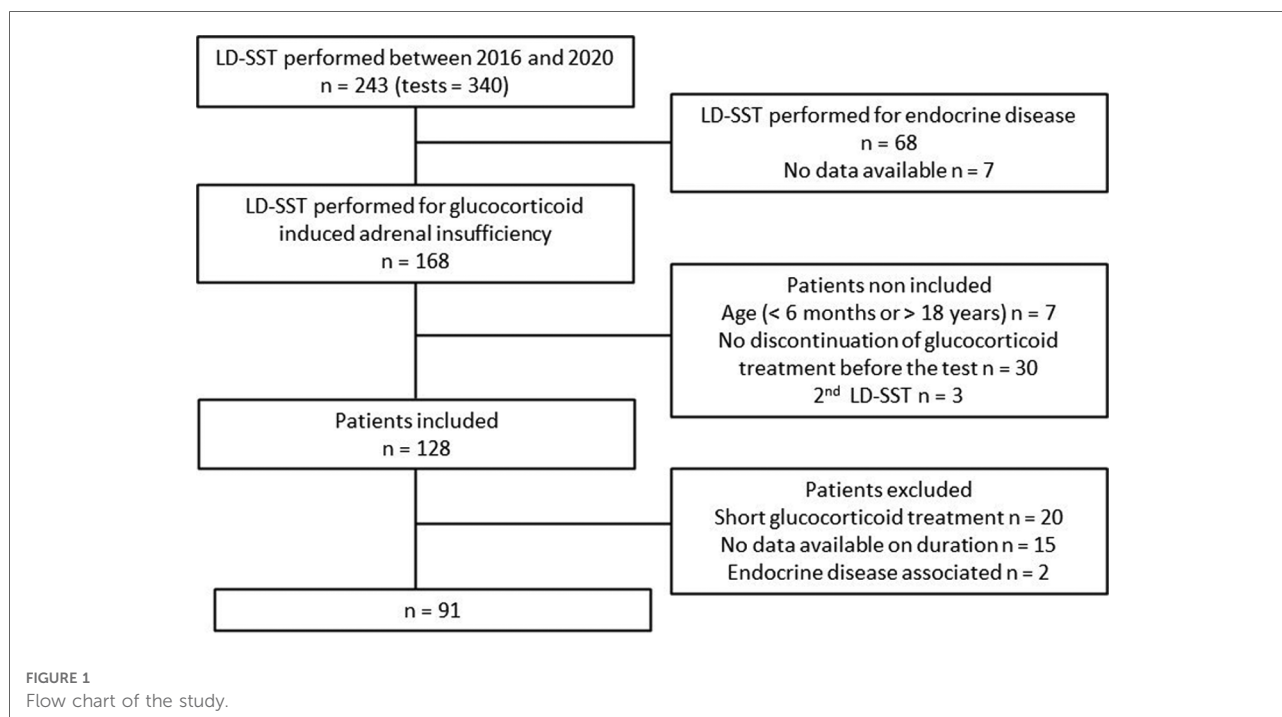 LD-SST performed between 2016 and 2020
n = 243 (tests = 340)
LD-SST performed for endocrine disease
n = 68
No data available n = 7
LD-SST performed for glucocorticoid
induced adrenal insufficiency
n = 168
Patients non included
Age (< 6 months or > 18 years) n = 7
No discontinuation of glucocorticoid
treatment before the test n = 30
2nd LD-SST n = 3
Patients included
n = 128
Patients excluded
Short glucocorticoid treatment n = 20
No data available on duration n = 15
Endocrine disease associated n = 2
n = 91
FIGURE 1
Flow chart of the study.